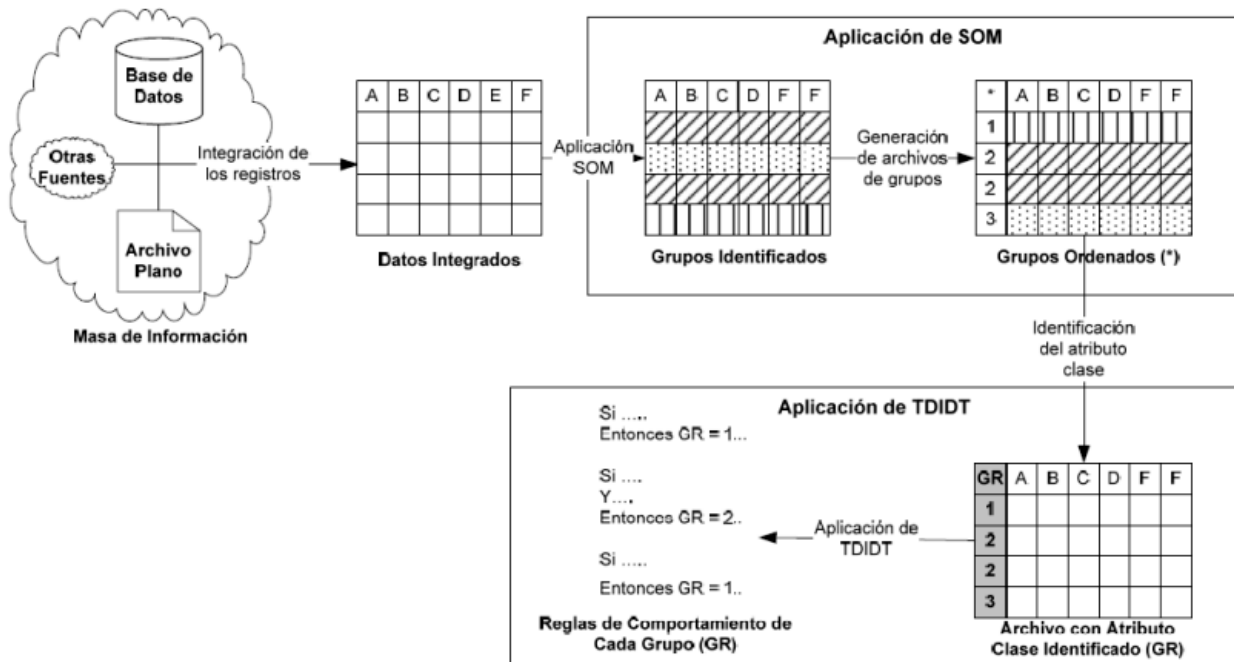 Base de
Datos
Otras
Fuentes
Archivo
Plano
Masa de Información
Integración de
los registros
A B C D E F
Datos Integrados
Aplicación
SOM
Aplicación de SOM
A B C D F F
Grupos Identificados
Generación
de archivos
de grupos
* A B C D F F
1
2
2
3
Grupos Ordenados (*)
Identificación
del atributo
clase
Aplicación de TDIDT
GR A B C D F F
1
2
2
3
Archivo con Atributo
Clase Identificado (GR)
Aplicación de
TDIDT
Si .....
Entonces GR = 1...
Si ....
Y....
Entonces GR = 2..
Si .....
Entonces GR = 1..
Reglas de Comportamiento de
Cada Grupo (GR)